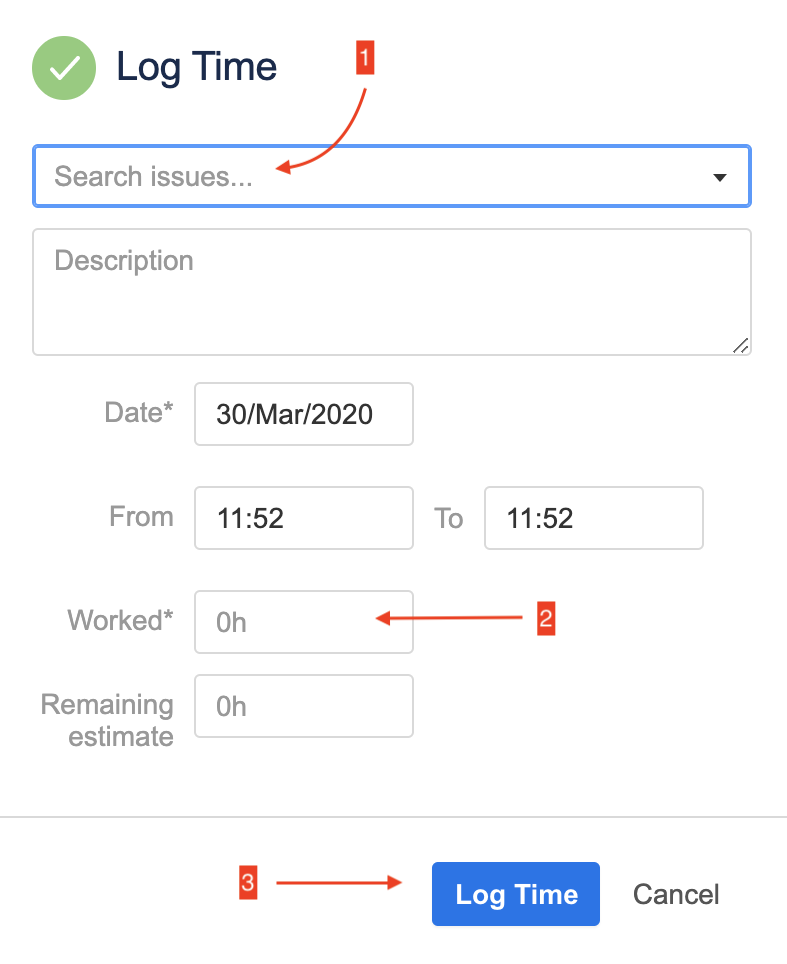 Log Time
1
Search issues...
Description
Date* 30/Mar/2020
From 11:52 To 11:52
Worked* 0h 2
Remaining estimate 0h
3 Log Time Cancel